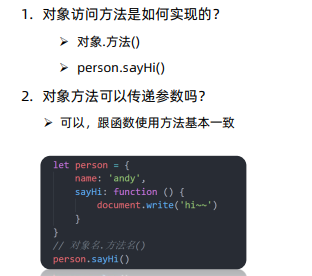 1. 对象访问方法是如何实现的？
➢ 对象.方法()
➢ person.sayHi()
2. 对象方法可以传递参数吗？
➢ 可以，跟函数使用方法基本一致
let person = {
name: 'andy',
sayHi: function () {
document.write('hi~~')
}
}
// 对象名.方法名()
person.sayHi()